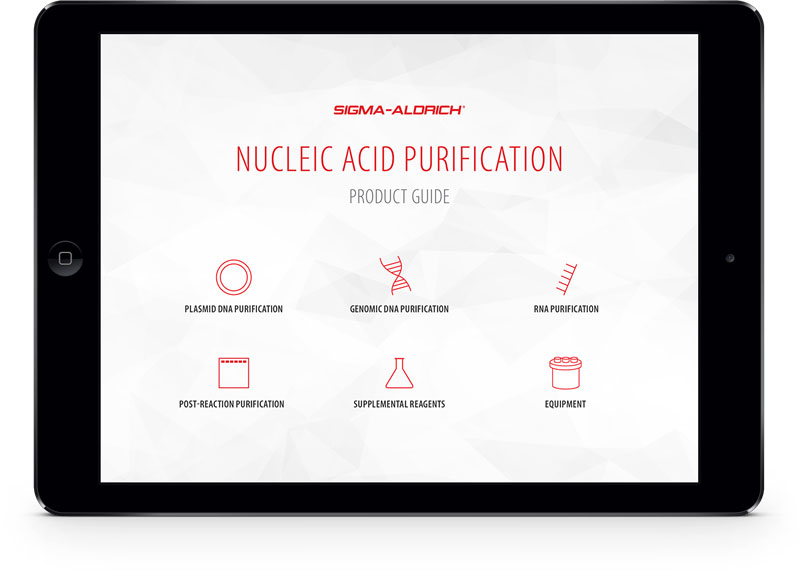 SIGMA-ALDRICH®
NUCLEIC ACID PURIFICATION
PRODUCT GUIDE
PLASMID DNA PURIFICATION
GENOMIC DNA PURIFICATION
RNA PURIFICATION
POST-REACTION PURIFICATION
SUPPLEMENTAL REAGENTS
EQUIPMENT